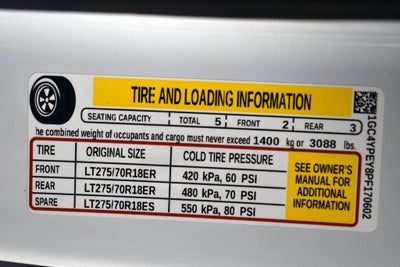 TIRE AND LOADING INFORMATION
SEATING CAPACITY TOTAL 5 FRONT 2 REAR 3
he combined weight of occupants and cargo must never exceed 1400 kg or 3088 lbs.
TIRE ORIGINAL SIZE COLD TIRE PRESSURE
FRONT LT275/70R18ER 420 kPa, 60 PSI
REAR LT275/70R18ER 480 kPa, 70 PSI
SPARE LT275/70R18ES 550 kPa, 80 PSI
SEE OWNER'S
MANUAL FOR
ADDITIONAL
INFORMATION
1GC4YPEY8PF170602